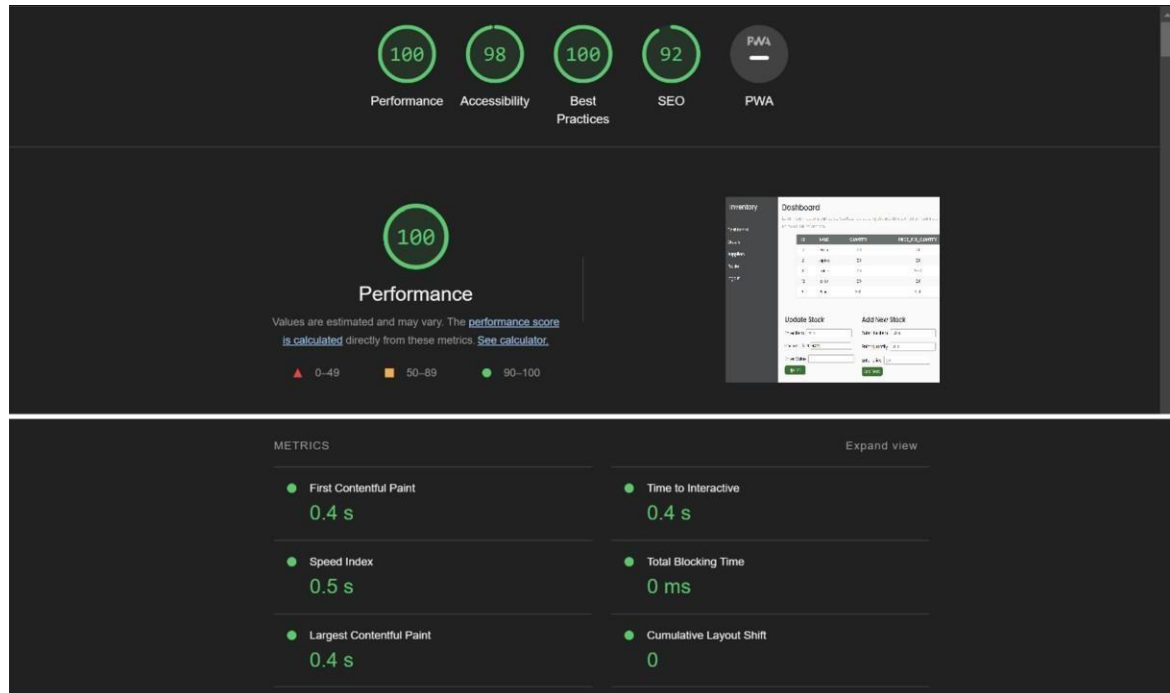 100
98
100
92
PWA
Performance
Accessibility
Best
Practices
SEO
PWA
100
Performance
Values are estimated and may vary. The performance score
is calculated directly from these metrics. See calculator.
0–49
50–89
90–100
Inventory
Dashboard
NAME
QUANTITY
Update Stock
Add New Stock
METRICS
Expand view
First Contentful Paint
0.4 s
Time to Interactive
0.4 s
Speed Index
0.5 s
Total Blocking Time
0 ms
Largest Contentful Paint
0.4 s
Cumulative Layout Shift
0